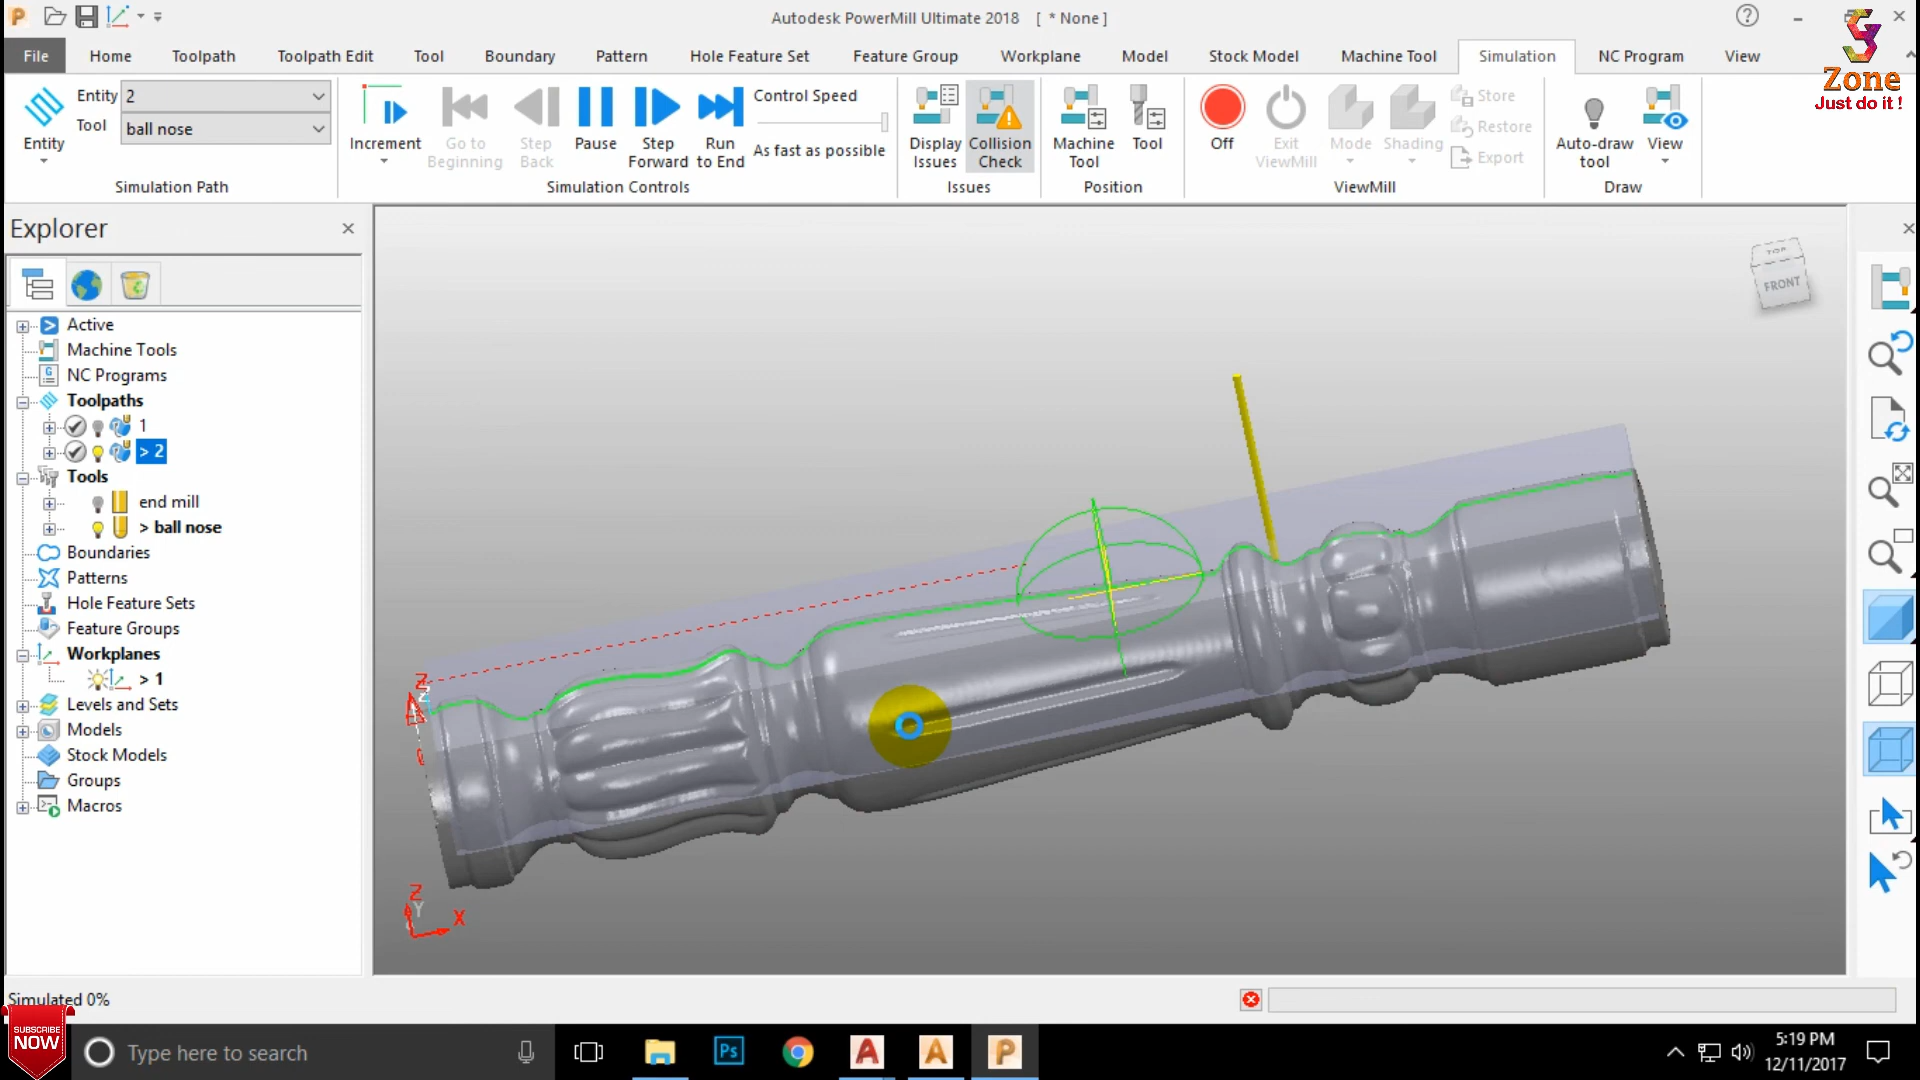 Autodesk PowerMill Ultimate 2018 [ * None ]
File Home Toolpath Toolpath Edit Tool Boundary Pattern Hole Feature Set Feature Group Workplane Model Stock Model Machine Tool Simulation NC Program View
Zone
Just do it !
Entity 2
Tool ball nose
Entity
Simulation Path
Increment
Go to Beginning
Step Back
Pause
Step Forward
Run to End
Control Speed
As fast as possible
Simulation Controls
Display Issues
Collision Check
Issues
Machine Tool
Tool
Position
Off
Exit ViewMill
Mode
Shading
Store
Restore
Export
ViewMill
Auto-draw tool
View
Draw
Explorer
Active
Machine Tools
NC Programs
Toolpaths
1
> 2
Tools
end mill
> ball nose
Boundaries
Patterns
Hole Feature Sets
Feature Groups
Workplanes
> 1
Levels and Sets
Models
Stock Models
Groups
Macros
TOP
FRONT
Z
Z
Z
Y
X
Simulated 0%
SUBSCRIBE
NOW
Type here to search
Ps
5:19 PM
12/11/2017